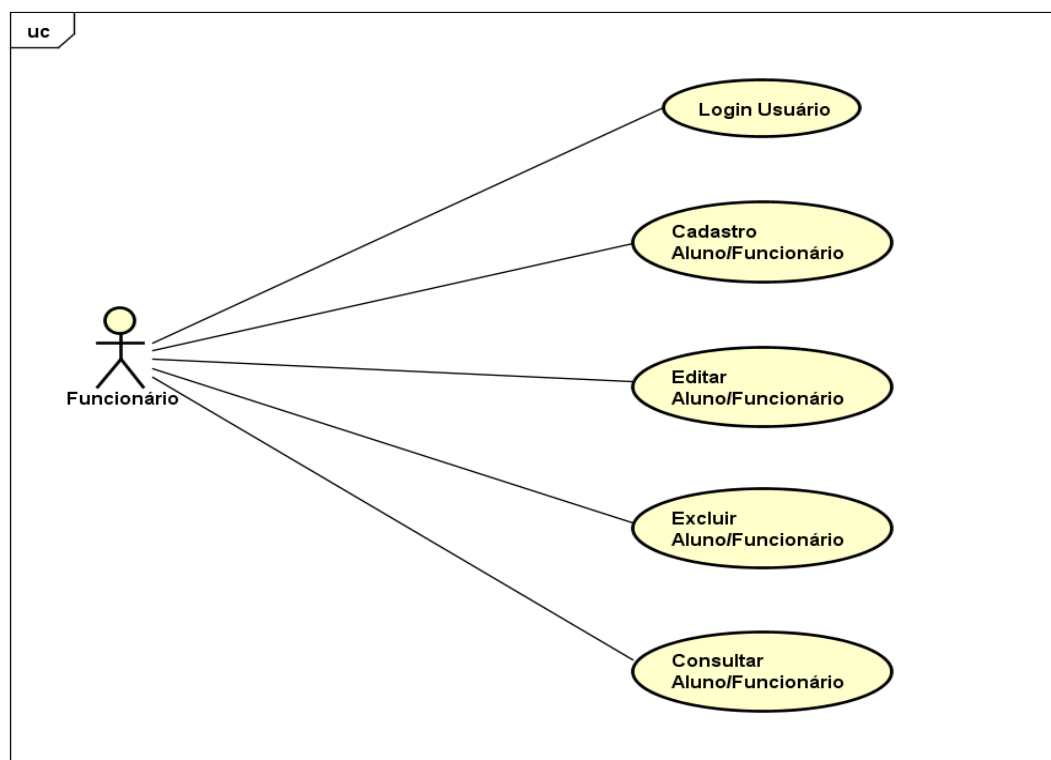 uc
Login Usuário
Cadastro
Aluno/Funcionário
Funcionário
Editar
Aluno/Funcionário
Excluir
Aluno/Funcionário
Consultar
Aluno/Funcionário